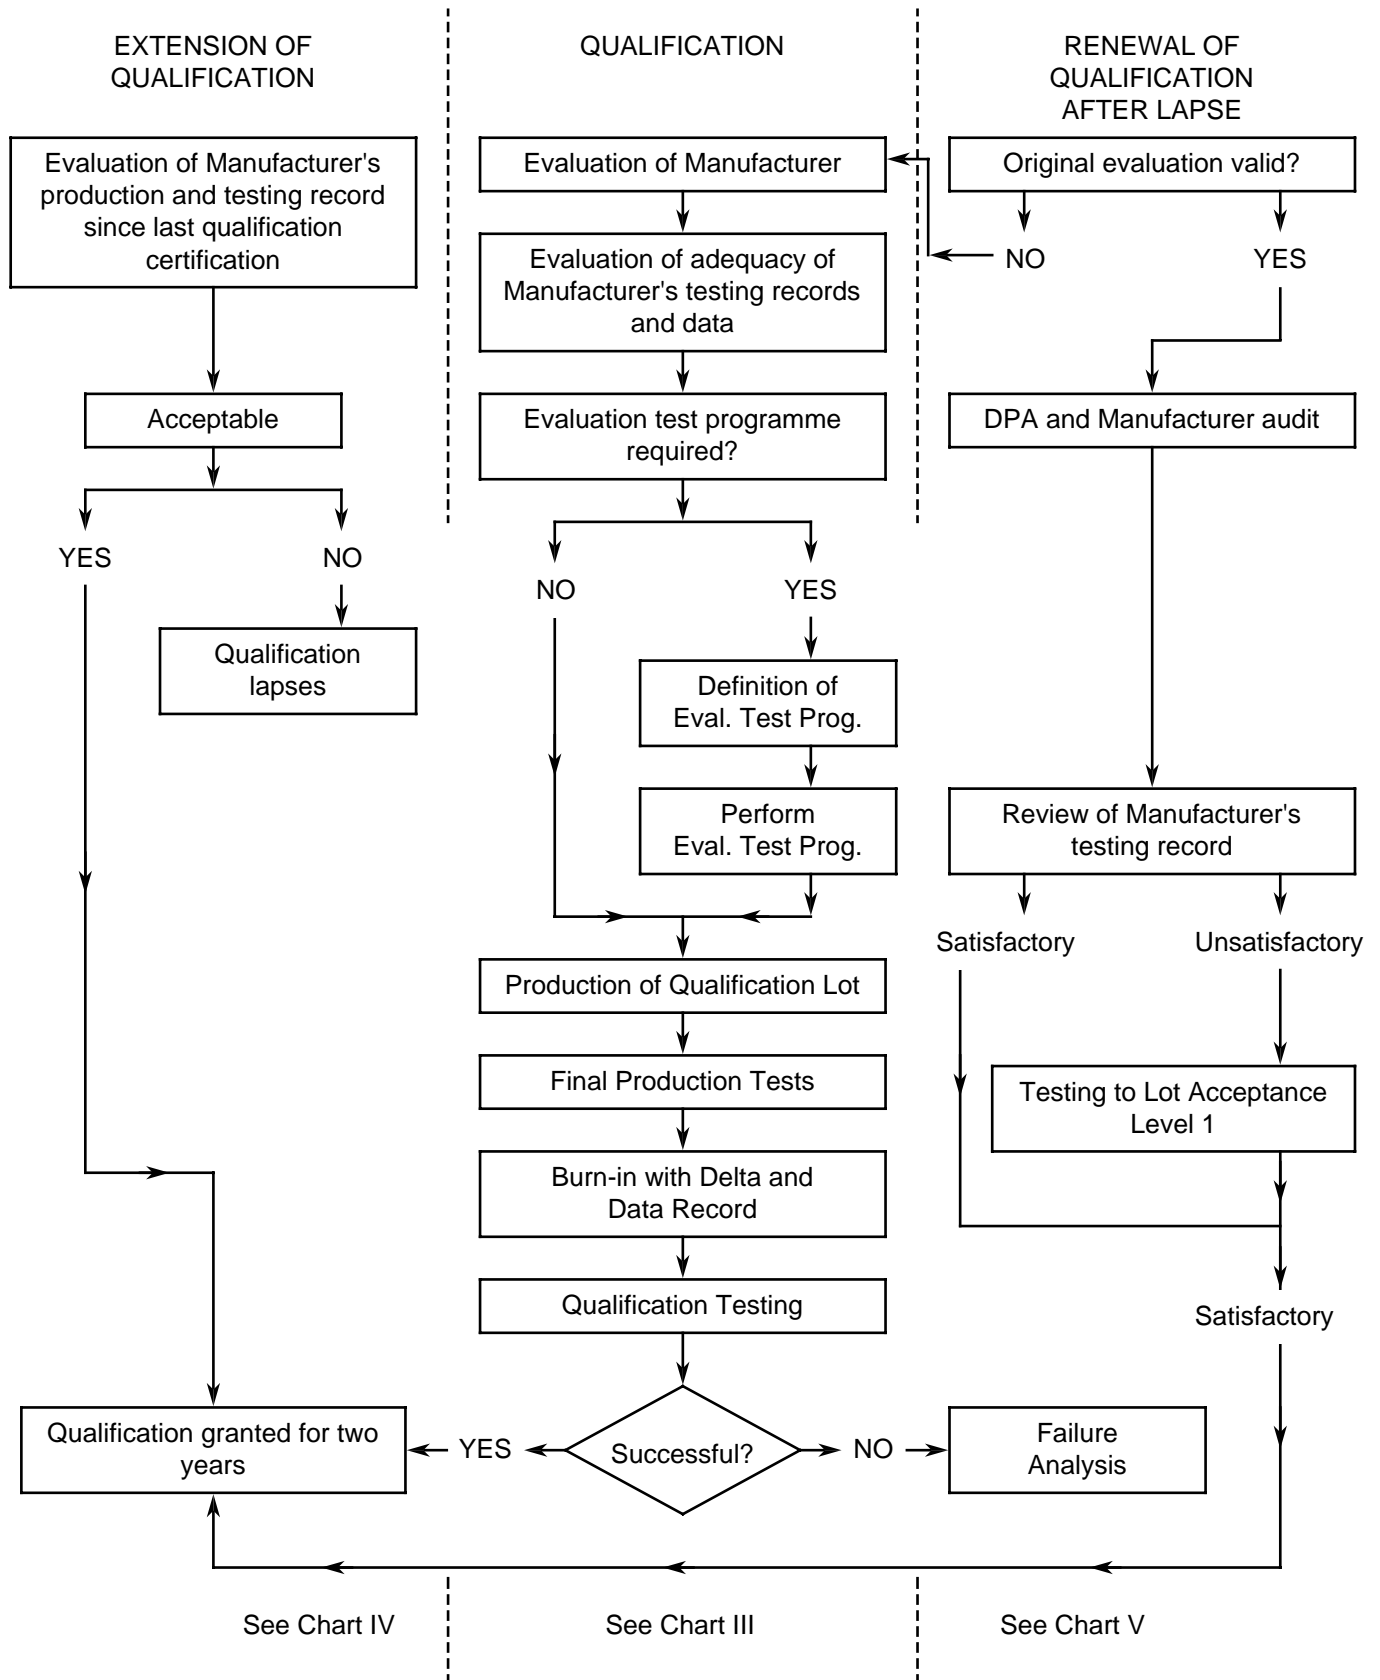 EXTENSION OF
QUALIFICATION
Evaluation of Manufacturer's
production and testing record
since last qualification
certification
Acceptable
YES
NO
Qualification
lapses
QUALIFICATION
Evaluation of Manufacturer
Evaluation of adequacy of
Manufacturer's testing records
and data
Evaluation test programme
required?
NO
YES
Definition of
Eval. Test Prog.
Perform
Eval. Test Prog.
Production of Qualification Lot
Final Production Tests
Burn-in with Delta and
Data Record
Qualification Testing
Successful?
YES
NO
Qualification granted for two
years
Failure
Analysis
RENEWAL OF
QUALIFICATION
AFTER LAPSE
Original evaluation valid?
NO
YES
DPA and Manufacturer audit
Review of Manufacturer's
testing record
Satisfactory
Unsatisfactory
Testing to Lot Acceptance
Level 1
Satisfactory
See Chart IV
See Chart III
See Chart V